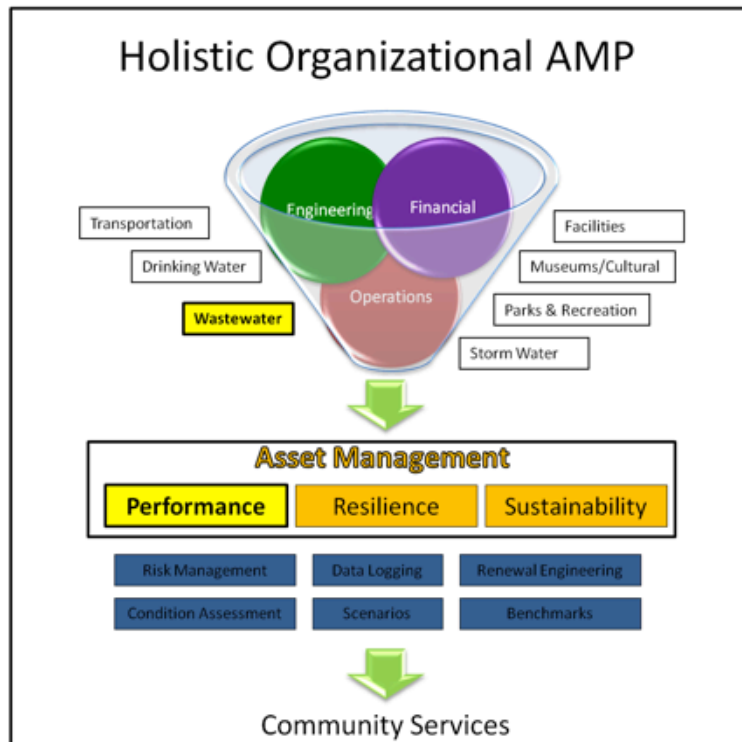 Holistic Organizational AMP
Engineering
Financial
Operations
Transportation
Drinking Water
Wastewater
Facilities
Museums/Cultural
Parks & Recreation
Storm Water
Asset Management
Performance
Resilience
Sustainability
Risk Management
Data Logging
Renewal Engineering
Condition Assessment
Scenarios
Benchmarks
Community Services